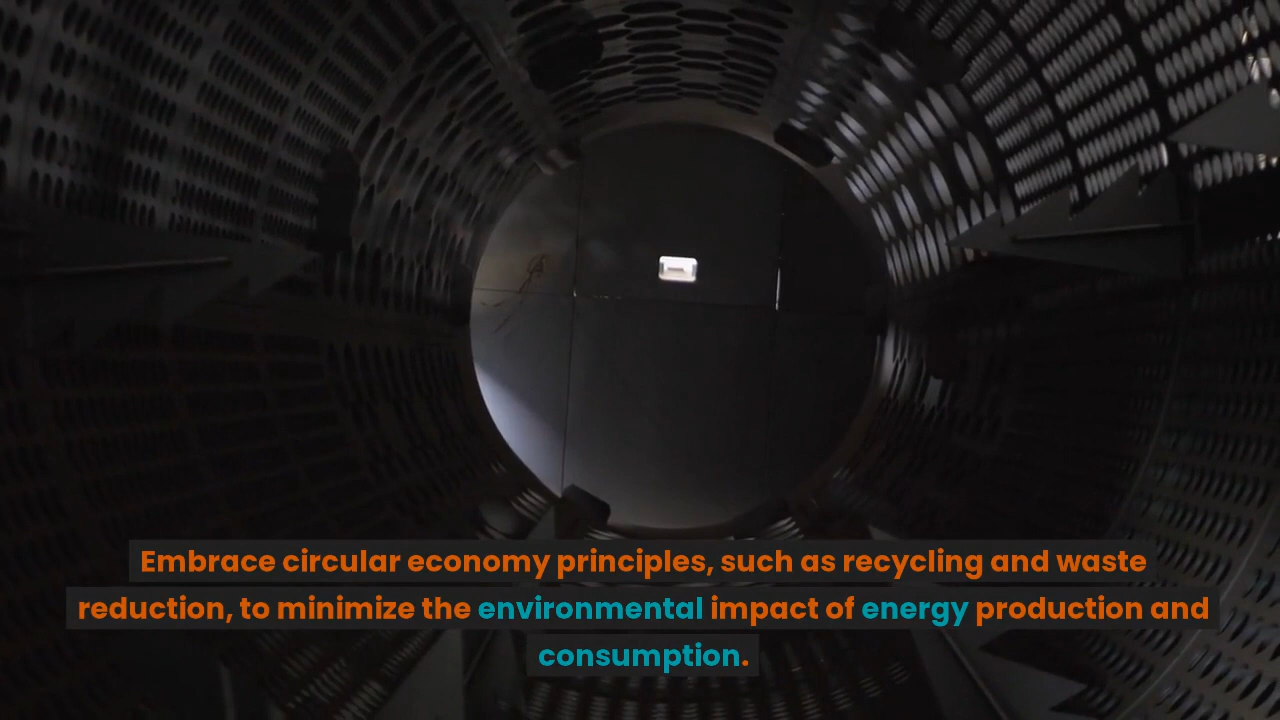 Embrace circular economy principles, such as recycling and waste
reduction, to minimize the environmental impact of energy production and
consumption.